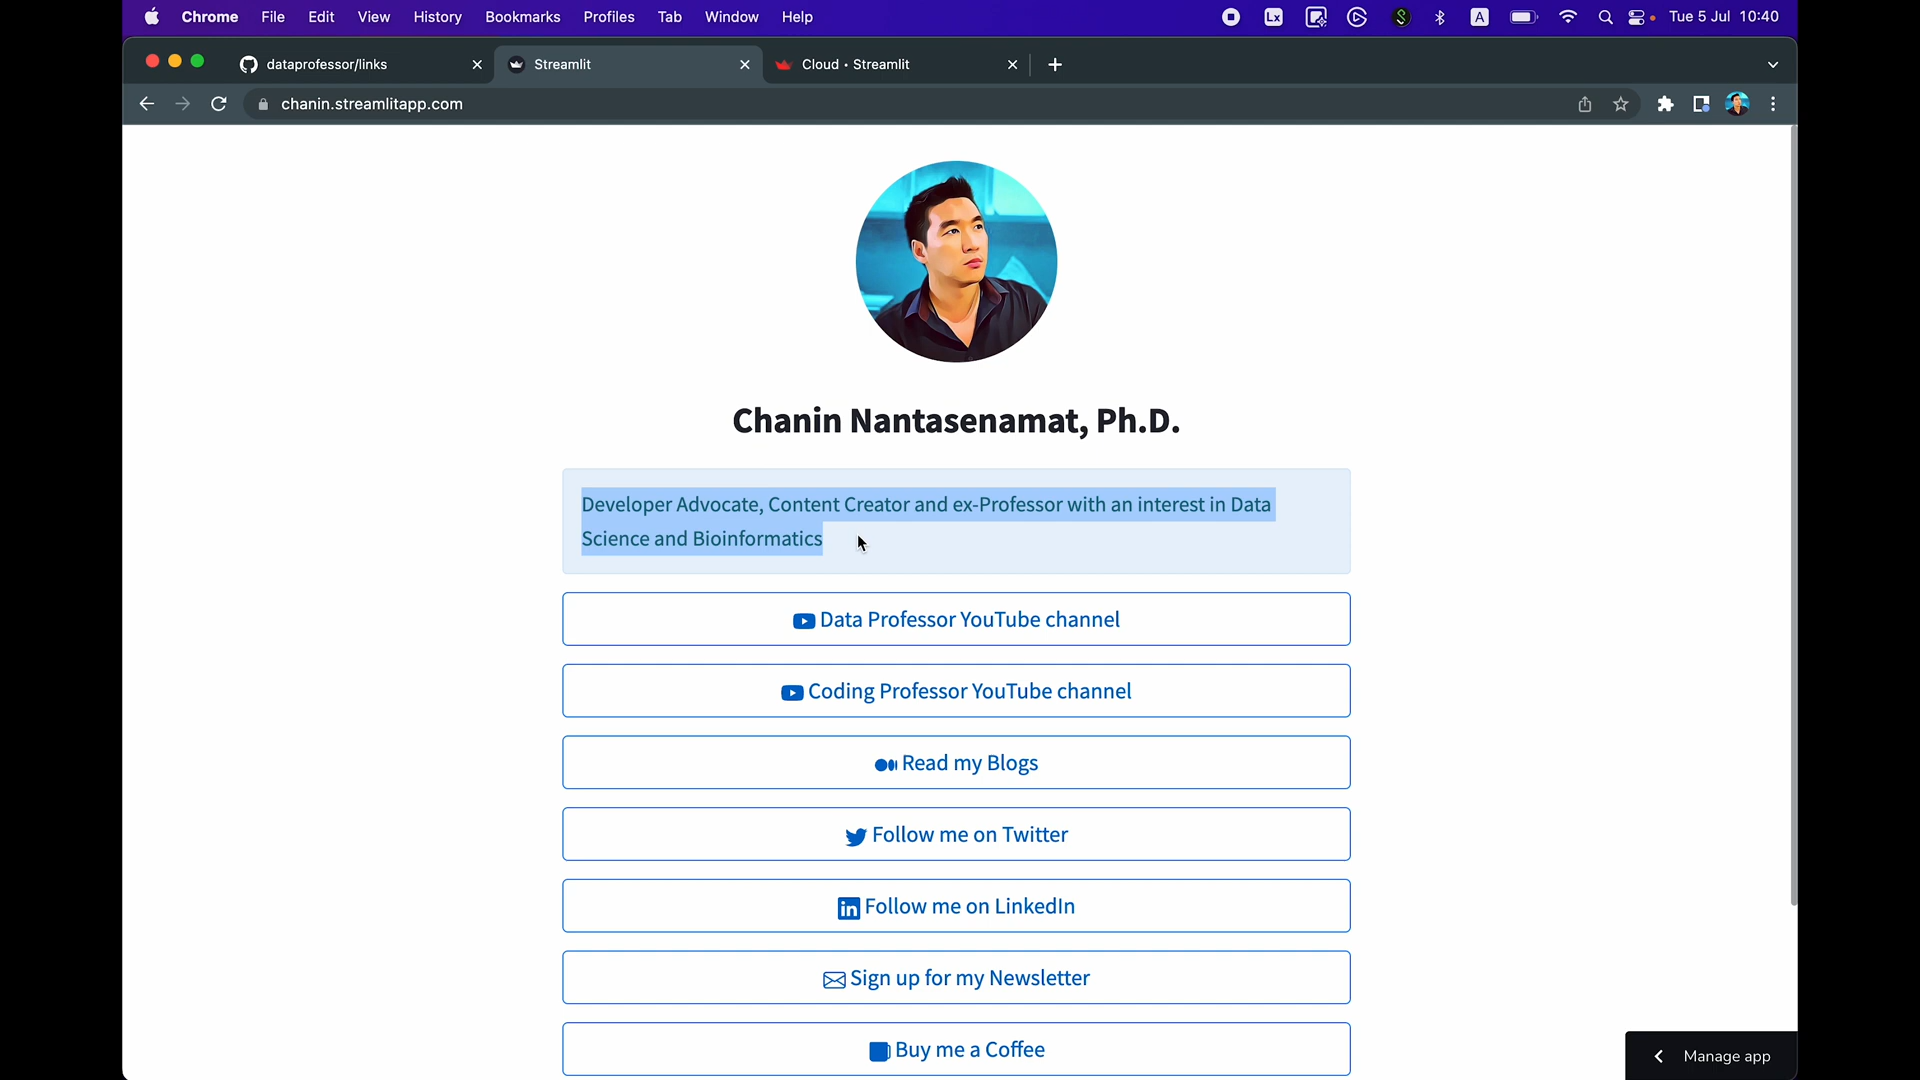 Chrome File Edit View History Bookmarks Profiles Tab Window Help Lx A Tue 5 Jul 10:40
dataprofessor/links Streamlit Cloud • Streamlit
chanin.streamlitapp.com
Chanin Nantasenamat, Ph.D.
Developer Advocate, Content Creator and ex-Professor with an interest in Data
Science and Bioinformatics
Data Professor YouTube channel
Coding Professor YouTube channel
Read my Blogs
Follow me on Twitter
in Follow me on LinkedIn
Sign up for my Newsletter
Buy me a Coffee
Manage app